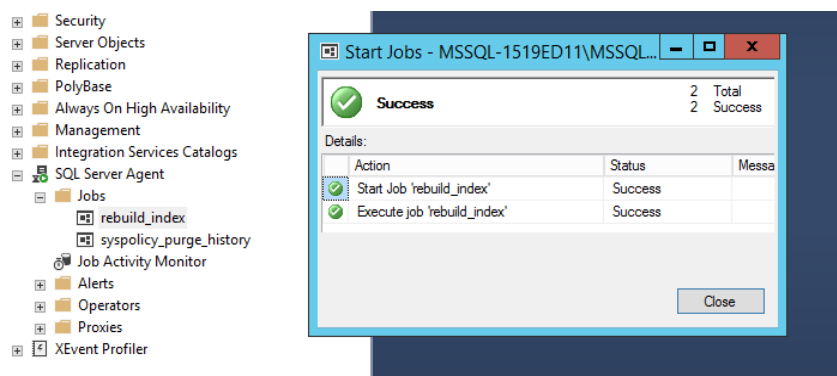 Security
Server Objects
Replication
PolyBase
Always On High Availability
Management
Integration Services Catalogs
SQL Server Agent
Jobs
rebuild_index
syspolicy_purge_history
Job Activity Monitor
Alerts
Operators
Proxies
XEvent Profiler
Start Jobs - MSSQL-1519ED11\MSSQL...
Success 2 Total
2 Success
Details:
Action Status Messa
Start Job 'rebuild_index' Success
Execute job 'rebuild_index' Success
Close